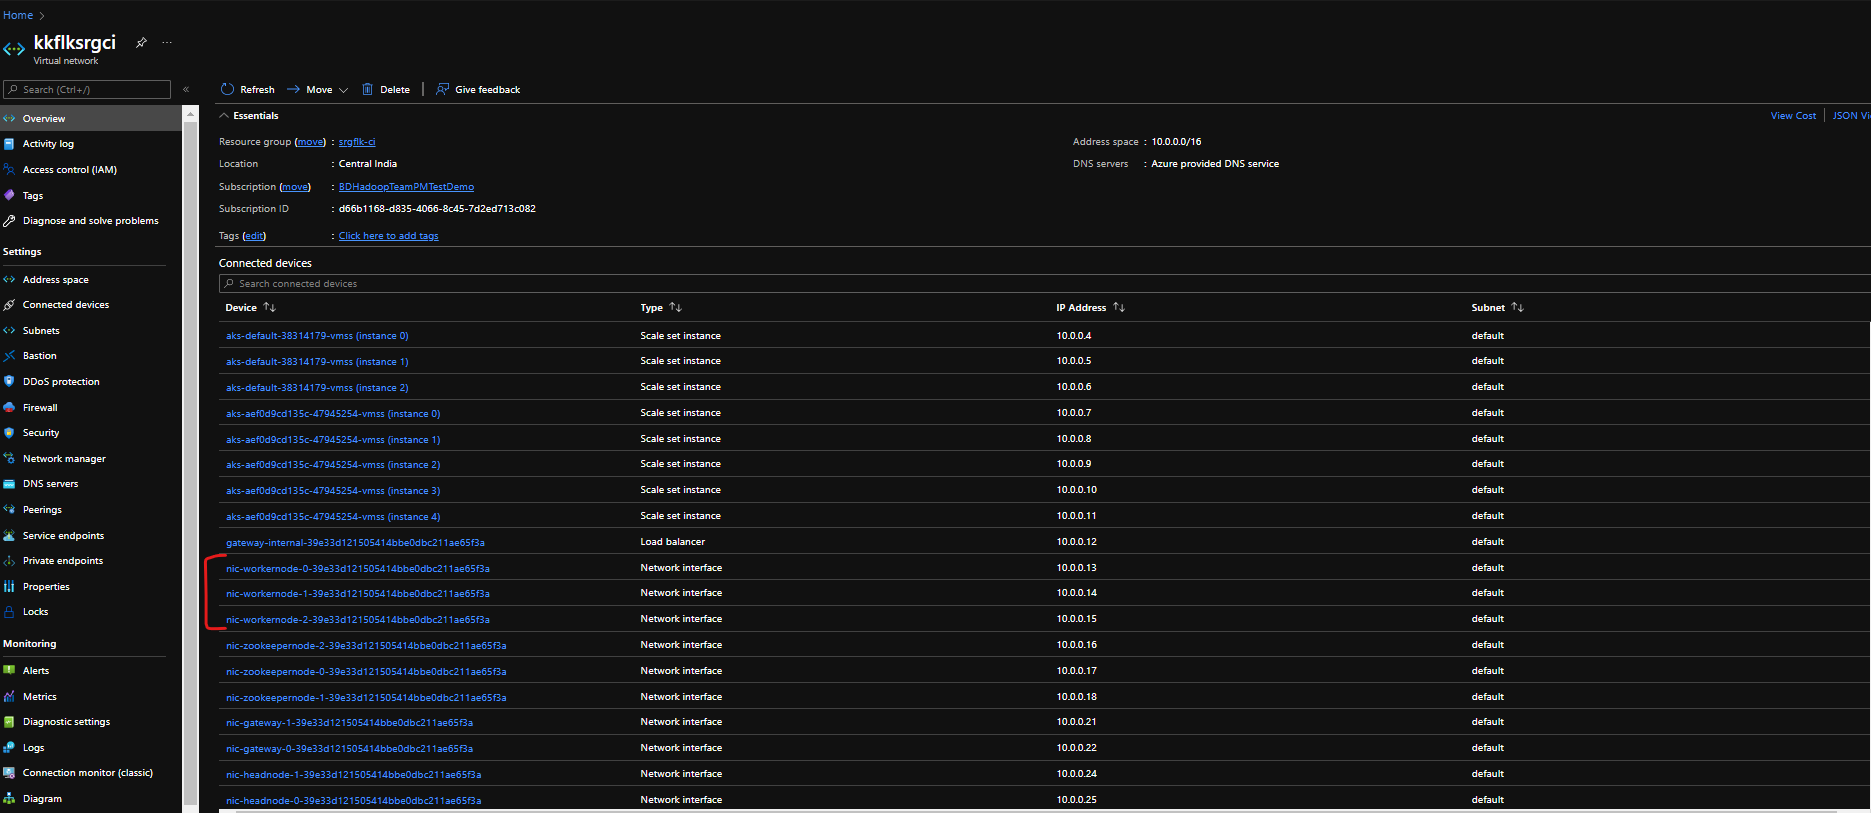 Home
kkflksrgci
Virtual network
Search (Ctrl+/)
Refresh Move Delete Give feedback
Overview
Activity log
Access control (IAM)
Tags
Diagnose and solve problems
Settings
Address space
Connected devices
Subnets
Bastion
DDoS protection
Firewall
Security
Network manager
DNS servers
Peerings
Service endpoints
Private endpoints
Properties
Locks
Monitoring
Alerts
Metrics
Diagnostic settings
Logs
Connection monitor (classic)
Diagram
Essentials
View Cost JSON Vi
Resource group (move) : srgflk-ci
Location : Central India
Subscription (move) : BDHadoopTeamPMTestDemo
Subscription ID : d66b1168-d835-4066-8c45-7d2ed713c082
Tags (edit) : Click here to add tags
Address space : 10.0.0.0/16
DNS servers : Azure provided DNS service
Connected devices
Search connected devices
Device Type IP Address Subnet
aks-default-38314179-vmss (instance 0) Scale set instance 10.0.0.4 default
aks-default-38314179-vmss (instance 1) Scale set instance 10.0.0.5 default
aks-default-38314179-vmss (instance 2) Scale set instance 10.0.0.6 default
aks-aef0d9cd135c-47945254-vmss (instance 0) Scale set instance 10.0.0.7 default
aks-aef0d9cd135c-47945254-vmss (instance 1) Scale set instance 10.0.0.8 default
aks-aef0d9cd135c-47945254-vmss (instance 2) Scale set instance 10.0.0.9 default
aks-aef0d9cd135c-47945254-vmss (instance 3) Scale set instance 10.0.0.10 default
aks-aef0d9cd135c-47945254-vmss (instance 4) Scale set instance 10.0.0.11 default
gateway-internal-39e33d121505414bbe0dbc211ae65f3a Load balancer 10.0.0.12 default
nic-workernode-0-39e33d121505414bbe0dbc211ae65f3a Network interface 10.0.0.13 default
nic-workernode-1-39e33d121505414bbe0dbc211ae65f3a Network interface 10.0.0.14 default
nic-workernode-2-39e33d121505414bbe0dbc211ae65f3a Network interface 10.0.0.15 default
nic-zookeepernode-2-39e33d121505414bbe0dbc211ae65f3a Network interface 10.0.0.16 default
nic-zookeepernode-0-39e33d121505414bbe0dbc211ae65f3a Network interface 10.0.0.17 default
nic-zookeepernode-1-39e33d121505414bbe0dbc211ae65f3a Network interface 10.0.0.18 default
nic-gateway-1-39e33d121505414bbe0dbc211ae65f3a Network interface 10.0.0.21 default
nic-gateway-0-39e33d121505414bbe0dbc211ae65f3a Network interface 10.0.0.22 default
nic-headnode-1-39e33d121505414bbe0dbc211ae65f3a Network interface 10.0.0.24 default
nic-headnode-0-39e33d121505414bbe0dbc211ae65f3a Network interface 10.0.0.25 default